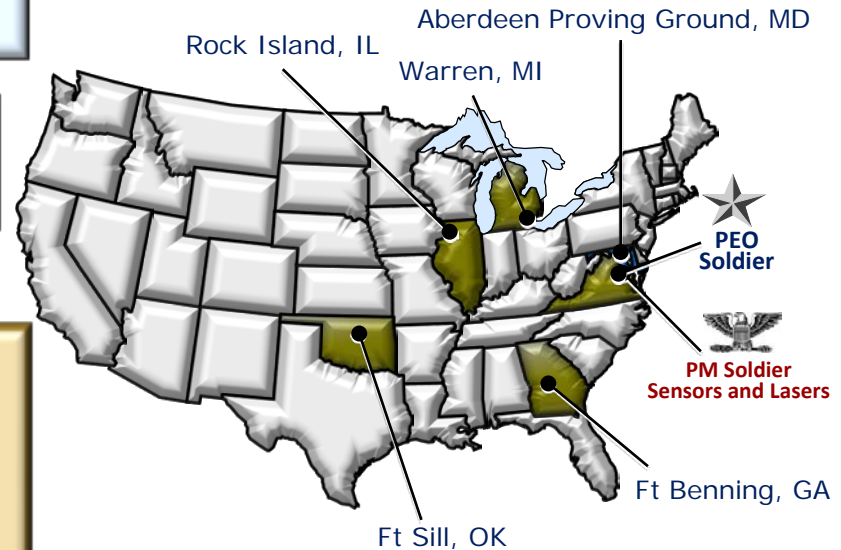 Aberdeen Proving Ground, MD
Rock Island, IL
Warren, MI
PEO
Soldier
PM Soldier
Sensors and Lasers
Ft Benning, GA
Ft Sill, OK